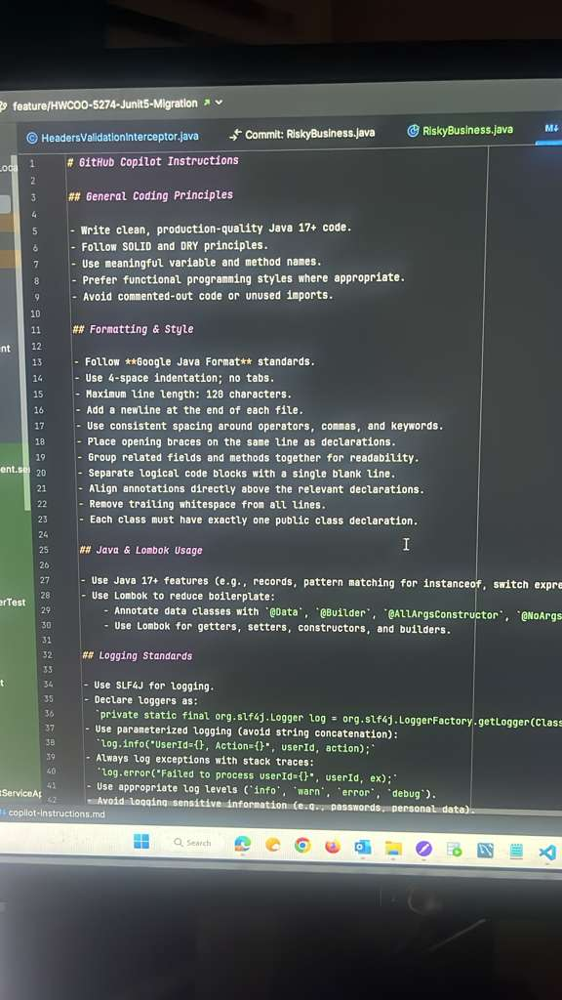 feature/HWCOO-5274-Junit5-Migration
HeadersValidationInterceptor.java
Commit: RiskyBusiness.java
RiskyBusiness.java
M↓
1 # GitHub Copilot Instructions
2
3 ## General Coding Principles
4
5 - Write clean, production-quality Java 17+ code.
6 - Follow SOLID and DRY principles.
7 - Use meaningful variable and method names.
8 - Prefer functional programming styles where appropriate.
9 - Avoid commented-out code or unused imports.
10
11 ## Formatting & Style
12
13 - Follow **Google Java Format** standards.
14 - Use 4-space indentation; no tabs.
15 - Maximum line length: 120 characters.
16 - Add a newline at the end of each file.
17 - Use consistent spacing around operators, commas, and keywords.
18 - Place opening braces on the same line as declarations.
19 - Group related fields and methods together for readability.
20 - Separate logical code blocks with a single blank line.
21 - Align annotations directly above the relevant declarations.
22 - Remove trailing whitespace from all lines.
23 - Each class must have exactly one public class declaration.
24
25 ## Java & Lombok Usage
26
27 - Use Java 17+ features (e.g., records, pattern matching for instanceof, switch expre
28 - Use Lombok to reduce boilerplate:
29 - Annotate data classes with `@Data`, `@Builder`, `@AllArgsConstructor`, `@NoArgs
30 - Use Lombok for getters, setters, constructors, and builders.
31
32 ## Logging Standards
33
34 - Use SLF4J for logging.
35 - Declare loggers as:
36 `private static final org.slf4j.Logger log = org.slf4j.LoggerFactory.getLogger(Class
37 - Use parameterized logging (avoid string concatenation):
38 `log.info("UserId={}, Action={}", userId, action);`
39 - Always log exceptions with stack traces:
40 `log.error("Failed to process userId={}", userId, ex);`
41 - Use appropriate log levels (`info`, `warn`, `error`, `debug`).
42 - Avoid logging sensitive information (e.g., passwords, personal data).
Loca
nt
ent.se
erTest
t
ServiceAp
copilot-instructions.md
Search